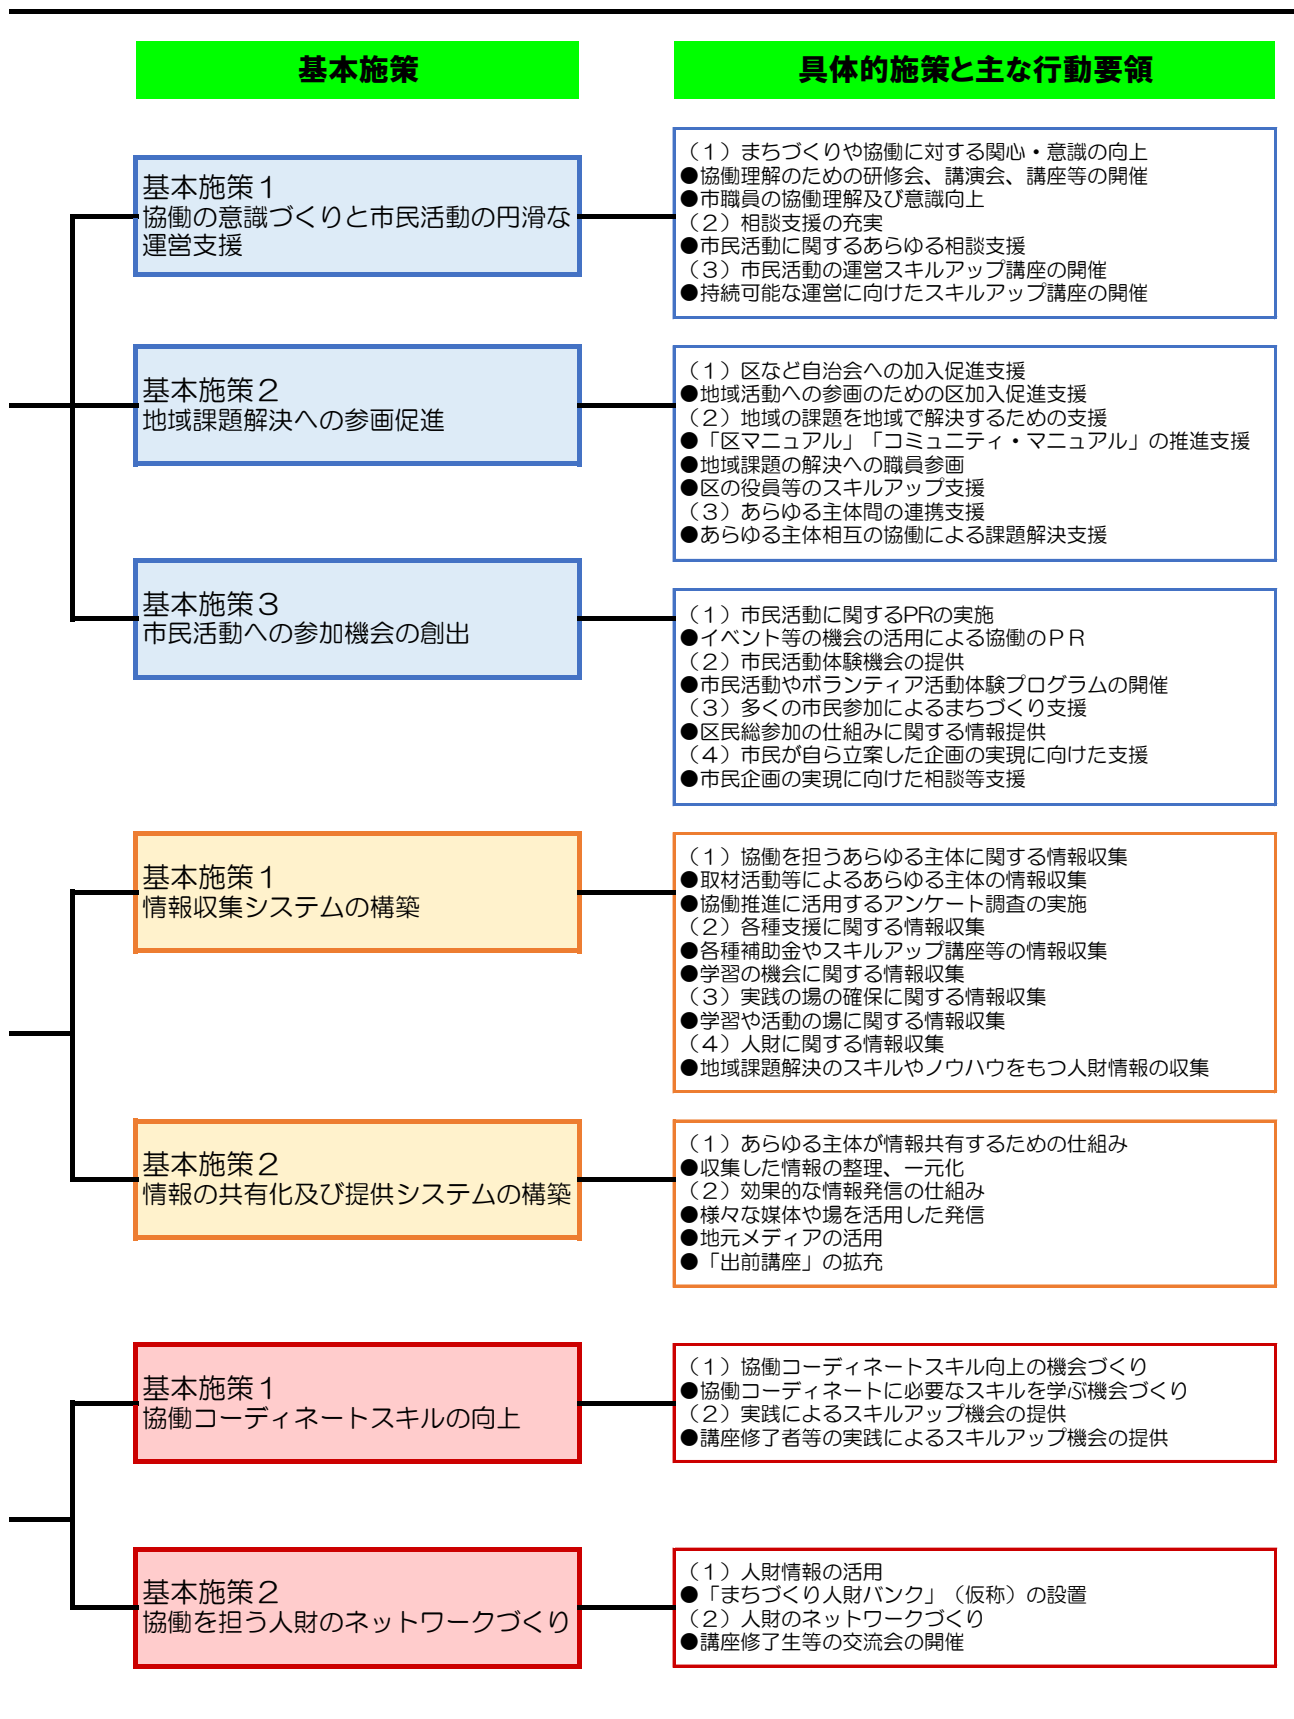 基本施策
具体的施策と主な行動要領
基本施策１
協働の意識づくりと市民活動の円滑な
運営支援
（１）まちづくりや協働に対する関心・意識の向上
●協働理解のための研修会、講演会、講座等の開催
●市職員の協働理解及び意識向上
（２）相談支援の充実
●市民活動に関するあらゆる相談支援
（３）市民活動の運営スキルアップ講座の開催
●持続可能な運営に向けたスキルアップ講座の開催
基本施策２
地域課題解決への参画促進
（１）区など自治会への加入促進支援
●地域活動への参画のための区加入促進支援
（２）地域の課題を地域で解決するための支援
●「区マニュアル」「コミュニティ・マニュアル」の推進支援
●地域課題の解決への職員参画
●区の役員等のスキルアップ支援
（３）あらゆる主体間の連携支援
●あらゆる主体相互の協働による課題解決支援
基本施策３
市民活動への参加機会の創出
（１）市民活動に関するPRの実施
●イベント等の機会の活用による協働のＰＲ
（２）市民活動体験機会の提供
●市民活動やボランティア活動体験プログラムの開催
（３）多くの市民参加によるまちづくり支援
●区民総参加の仕組みに関する情報提供
（４）市民が自ら立案した企画の実現に向けた支援
●市民企画の実現に向けた相談等支援
基本施策１
情報収集システムの構築
（１）協働を担うあらゆる主体に関する情報収集
●取材活動等によるあらゆる主体の情報収集
●協働推進に活用するアンケート調査の実施
（２）各種支援に関する情報収集
●各種補助金やスキルアップ講座等の情報収集
●学習の機会に関する情報収集
（３）実践の場の確保に関する情報収集
●学習や活動の場に関する情報収集
（４）人財に関する情報収集
●地域課題解決のスキルやノウハウをもつ人財情報の収集
基本施策２
情報の共有化及び提供システムの構築
（１）あらゆる主体が情報共有するための仕組み
●収集した情報の整理、一元化
（２）効果的な情報発信の仕組み
●様々な媒体や場を活用した発信
●地元メディアの活用
●「出前講座」の拡充
基本施策１
協働コーディネートスキルの向上
（１）協働コーディネートスキル向上の機会づくり
●協働コーディネートに必要なスキルを学ぶ機会づくり
（２）実践によるスキルアップ機会の提供
●講座修了者等の実践によるスキルアップ機会の提供
基本施策２
協働を担う人財のネットワークづくり
（１）人財情報の活用
●「まちづくり人財バンク」（仮称）の設置
（２）人財のネットワークづくり
●講座修了生等の交流会の開催